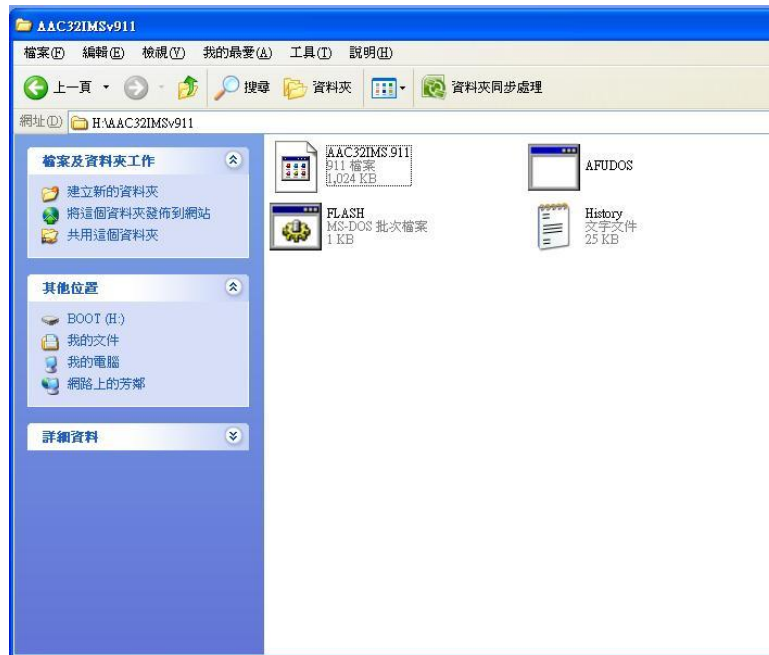 AAC32IMSv911
檔案(F) 編輯(E) 檢視(V) 我的最愛(A) 工具(T) 說明(H)
上一頁 搜尋 資料夾 資料夾同步處理
網址(D) H:\AAC32IMSv911
檔案及資料夾工作
建立新的資料夾
將這個資料夾發佈到網站
共用這個資料夾
其他位置
BOOT (H:)
我的文件
我的電腦
網路上的芳鄰
詳細資料
AAC32IMS.911
911 檔案
1,024 KB
AFUDOS
FLASH
MS-DOS 批次檔案
1 KB
History
文字文件
25 KB